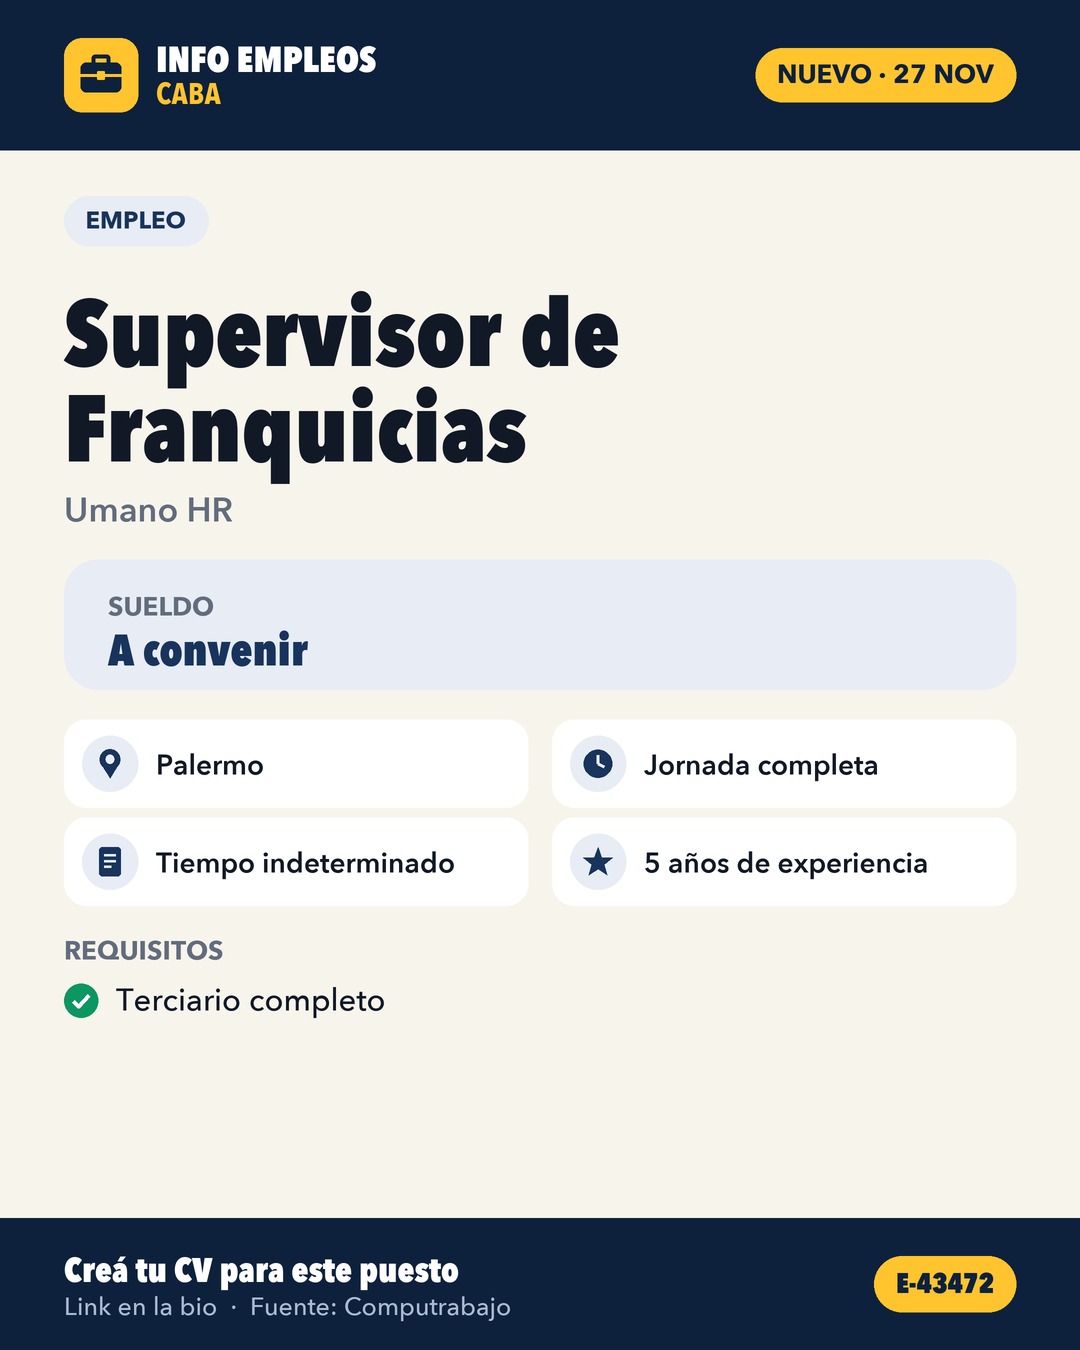 INFO EMPLEOS
CABA
NUEVO · 27 NOV
EMPLEO
Supervisor de
Franquicias
Umano HR
SUELDO
A convenir
Palermo
Jornada completa
Tiempo indeterminado
5 años de experiencia
REQUISITOS
Terciario completo
Creá tu CV para este puesto
Link en la bio · Fuente: Computrabajo
E-43472